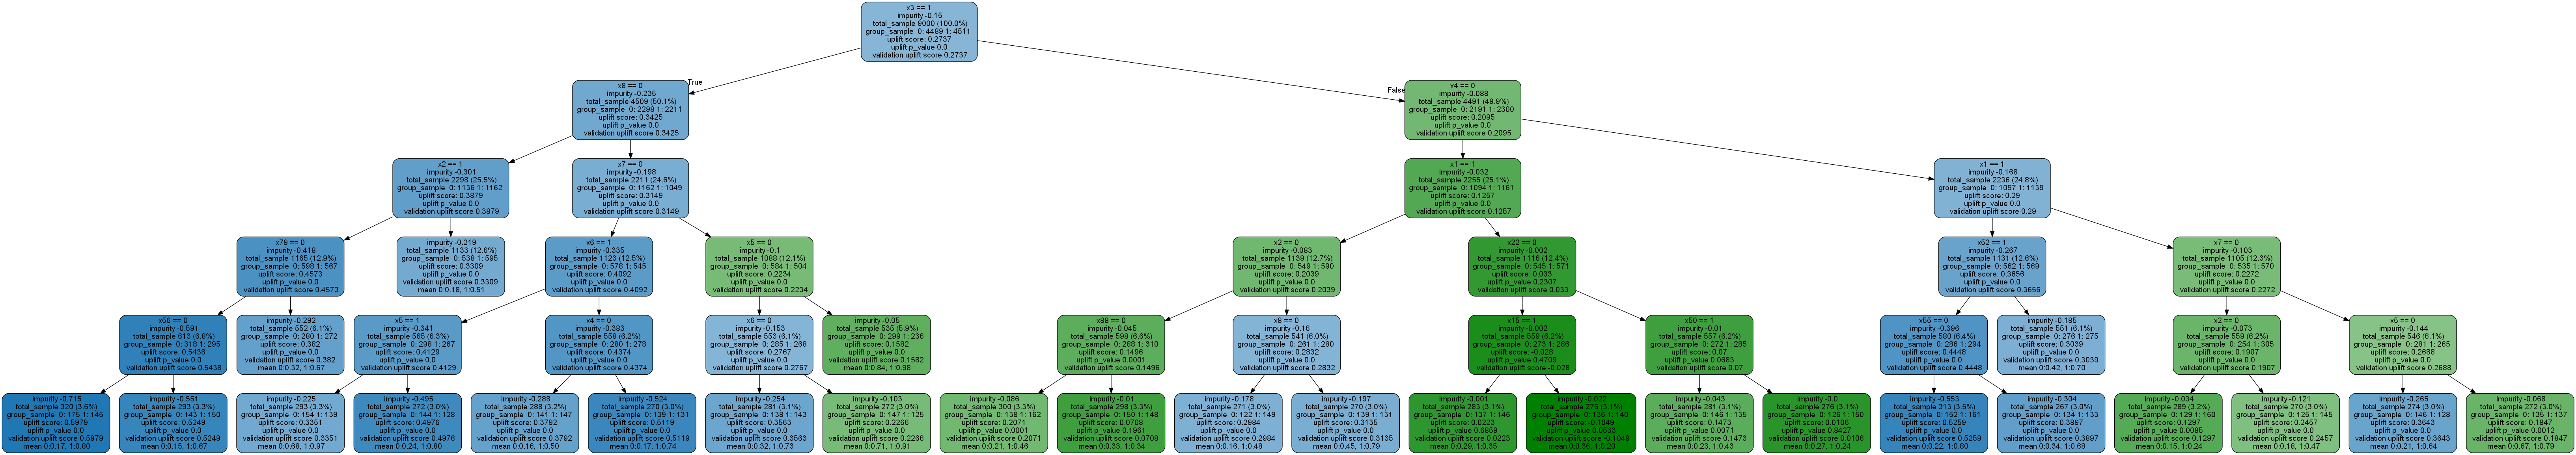 x3 == 1
impurity -0.15
total_sample 9000 (100.0%)
group_sample 0: 4489 1: 4511
uplift score: 0.2737
uplift p_value 0.0
validation uplift score 0.2737
True
False
x8 == 0
impurity -0.235
total_sample 4509 (50.1%)
group_sample 0: 2298 1: 2211
uplift score: 0.3425
uplift p_value 0.0
validation uplift score 0.3425
x4 == 0
impurity -0.088
total_sample 4491 (49.9%)
group_sample 0: 2191 1: 2300
uplift score: 0.2095
uplift p_value 0.0
validation uplift score 0.2095
x2 == 1
impurity -0.301
total_sample 2298 (25.5%)
group_sample 0: 1136 1: 1162
uplift score: 0.3879
uplift p_value 0.0
validation uplift score 0.3879
x7 == 0
impurity -0.198
total_sample 2211 (24.6%)
group_sample 0: 1162 1: 1049
uplift score: 0.3149
uplift p_value 0.0
validation uplift score 0.3149
x1 == 1
impurity -0.032
total_sample 2255 (25.1%)
group_sample 0: 1094 1: 1161
uplift score: 0.1257
uplift p_value 0.0
validation uplift score 0.1257
x1 == 1
impurity -0.168
total_sample 2236 (24.8%)
group_sample 0: 1097 1: 1139
uplift score: 0.29
uplift p_value 0.0
validation uplift score 0.29
x79 == 0
impurity -0.418
total_sample 1165 (12.9%)
group_sample 0: 598 1: 567
uplift score: 0.4573
uplift p_value 0.0
validation uplift score 0.4573
impurity -0.219
total_sample 1133 (12.6%)
group_sample 0: 538 1: 595
uplift score: 0.3309
uplift p_value 0.0
validation uplift score 0.3309
mean 0:0.18, 1:0.51
x6 == 1
impurity -0.335
total_sample 1123 (12.5%)
group_sample 0: 578 1: 545
uplift score: 0.4092
uplift p_value 0.0
validation uplift score 0.4092
x5 == 0
impurity -0.1
total_sample 1088 (12.1%)
group_sample 0: 584 1: 504
uplift score: 0.2234
uplift p_value 0.0
validation uplift score 0.2234
x2 == 0
impurity -0.083
total_sample 1139 (12.7%)
group_sample 0: 549 1: 590
uplift score: 0.2039
uplift p_value 0.0
validation uplift score 0.2039
x22 == 0
impurity -0.002
total_sample 1116 (12.4%)
group_sample 0: 545 1: 571
uplift score: 0.033
uplift p_value 0.2307
validation uplift score 0.033
x52 == 1
impurity -0.267
total_sample 1131 (12.6%)
group_sample 0: 562 1: 569
uplift score: 0.3656
uplift p_value 0.0
validation uplift score 0.3656
x7 == 0
impurity -0.103
total_sample 1105 (12.3%)
group_sample 0: 535 1: 570
uplift score: 0.2272
uplift p_value 0.0
validation uplift score 0.2272
x56 == 0
impurity -0.591
total_sample 613 (6.8%)
group_sample 0: 318 1: 295
uplift score: 0.5438
uplift p_value 0.0
validation uplift score 0.5438
impurity -0.292
total_sample 552 (6.1%)
group_sample 0: 280 1: 272
uplift score: 0.382
uplift p_value 0.0
validation uplift score 0.382
mean 0:0.32, 1:0.67
x5 == 1
impurity -0.341
total_sample 565 (6.3%)
group_sample 0: 298 1: 267
uplift score: 0.4129
uplift p_value 0.0
validation uplift score 0.4129
x4 == 0
impurity -0.383
total_sample 558 (6.2%)
group_sample 0: 280 1: 278
uplift score: 0.4374
uplift p_value 0.0
validation uplift score 0.4374
x6 == 0
impurity -0.153
total_sample 553 (6.1%)
group_sample 0: 285 1: 268
uplift score: 0.2767
uplift p_value 0.0
validation uplift score 0.2767
impurity -0.05
total_sample 535 (5.9%)
group_sample 0: 299 1: 236
uplift score: 0.1582
uplift p_value 0.0
validation uplift score 0.1582
mean 0:0.84, 1:0.98
x88 == 0
impurity -0.045
total_sample 598 (6.6%)
group_sample 0: 288 1: 310
uplift score: 0.1496
uplift p_value 0.0001
validation uplift score 0.1496
x8 == 0
impurity -0.16
total_sample 541 (6.0%)
group_sample 0: 261 1: 280
uplift score: 0.2832
uplift p_value 0.0
validation uplift score 0.2832
x15 == 1
impurity -0.002
total_sample 559 (6.2%)
group_sample 0: 273 1: 286
uplift score: -0.028
uplift p_value 0.4709
validation uplift score -0.028
x50 == 1
impurity -0.01
total_sample 557 (6.2%)
group_sample 0: 272 1: 285
uplift score: 0.07
uplift p_value 0.0683
validation uplift score 0.07
x55 == 0
impurity -0.396
total_sample 580 (6.4%)
group_sample 0: 286 1: 294
uplift score: 0.4448
uplift p_value 0.0
validation uplift score 0.4448
impurity -0.185
total_sample 551 (6.1%)
group_sample 0: 276 1: 275
uplift score: 0.3039
uplift p_value 0.0
validation uplift score 0.3039
mean 0:0.42, 1:0.70
x2 == 0
impurity -0.073
total_sample 559 (6.2%)
group_sample 0: 254 1: 305
uplift score: 0.1907
uplift p_value 0.0
validation uplift score 0.1907
x5 == 0
impurity -0.144
total_sample 546 (6.1%)
group_sample 0: 281 1: 265
uplift score: 0.2688
uplift p_value 0.0
validation uplift score 0.2688
impurity -0.715
total_sample 320 (3.6%)
group_sample 0: 175 1: 145
uplift score: 0.5979
uplift p_value 0.0
validation uplift score 0.5979
mean 0:0.17, 1:0.80
impurity -0.551
total_sample 293 (3.3%)
group_sample 0: 143 1: 150
uplift score: 0.5249
uplift p_value 0.0
validation uplift score 0.5249
mean 0:0.15, 1:0.67
impurity -0.225
total_sample 293 (3.3%)
group_sample 0: 154 1: 139
uplift score: 0.3351
uplift p_value 0.0
validation uplift score 0.3351
mean 0:0.68, 1:0.97
impurity -0.495
total_sample 272 (3.0%)
group_sample 0: 144 1: 128
uplift score: 0.4976
uplift p_value 0.0
validation uplift score 0.4976
mean 0:0.24, 1:0.80
impurity -0.288
total_sample 288 (3.2%)
group_sample 0: 141 1: 147
uplift score: 0.3792
uplift p_value 0.0
validation uplift score 0.3792
mean 0:0.16, 1:0.50
impurity -0.524
total_sample 270 (3.0%)
group_sample 0: 139 1: 131
uplift score: 0.5119
uplift p_value 0.0
validation uplift score 0.5119
mean 0:0.17, 1:0.74
impurity -0.254
total_sample 281 (3.1%)
group_sample 0: 138 1: 143
uplift score: 0.3563
uplift p_value 0.0
validation uplift score 0.3563
mean 0:0.32, 1:0.73
impurity -0.103
total_sample 272 (3.0%)
group_sample 0: 147 1: 125
uplift score: 0.2266
uplift p_value 0.0
validation uplift score 0.2266
mean 0:0.71, 1:0.91
impurity -0.086
total_sample 300 (3.3%)
group_sample 0: 138 1: 162
uplift score: 0.2071
uplift p_value 0.0001
validation uplift score 0.2071
mean 0:0.21, 1:0.46
impurity -0.01
total_sample 298 (3.3%)
group_sample 0: 150 1: 148
uplift score: 0.0708
uplift p_value 0.1961
validation uplift score 0.0708
mean 0:0.33, 1:0.34
impurity -0.178
total_sample 271 (3.0%)
group_sample 0: 122 1: 149
uplift score: 0.2984
uplift p_value 0.0
validation uplift score 0.2984
mean 0:0.16, 1:0.48
impurity -0.197
total_sample 270 (3.0%)
group_sample 0: 139 1: 131
uplift score: 0.3135
uplift p_value 0.0
validation uplift score 0.3135
mean 0:0.45, 1:0.79
impurity -0.001
total_sample 283 (3.1%)
group_sample 0: 137 1: 146
uplift score: 0.0223
uplift p_value 0.6859
validation uplift score 0.0223
mean 0:0.29, 1:0.35
impurity -0.022
total_sample 276 (3.1%)
group_sample 0: 136 1: 140
uplift score: -0.1049
uplift p_value 0.0533
validation uplift score -0.1049
mean 0:0.36, 1:0.20
impurity -0.043
total_sample 281 (3.1%)
group_sample 0: 146 1: 135
uplift score: 0.1473
uplift p_value 0.0071
validation uplift score 0.1473
mean 0:0.23, 1:0.43
impurity -0.0
total_sample 276 (3.1%)
group_sample 0: 126 1: 150
uplift score: 0.0106
uplift p_value 0.8427
validation uplift score 0.0106
mean 0:0.27, 1:0.24
impurity -0.553
total_sample 313 (3.5%)
group_sample 0: 152 1: 161
uplift score: 0.5259
uplift p_value 0.0
validation uplift score 0.5259
mean 0:0.22, 1:0.80
impurity -0.304
total_sample 267 (3.0%)
group_sample 0: 134 1: 133
uplift score: 0.3897
uplift p_value 0.0
validation uplift score 0.3897
mean 0:0.34, 1:0.68
impurity -0.034
total_sample 289 (3.2%)
group_sample 0: 129 1: 160
uplift score: 0.1297
uplift p_value 0.0085
validation uplift score 0.1297
mean 0:0.15, 1:0.24
impurity -0.121
total_sample 270 (3.0%)
group_sample 0: 125 1: 145
uplift score: 0.2457
uplift p_value 0.0
validation uplift score 0.2457
mean 0:0.18, 1:0.47
impurity -0.265
total_sample 274 (3.0%)
group_sample 0: 146 1: 128
uplift score: 0.3643
uplift p_value 0.0
validation uplift score 0.3643
mean 0:0.21, 1:0.64
impurity -0.068
total_sample 272 (3.0%)
group_sample 0: 135 1: 137
uplift score: 0.1847
uplift p_value 0.0012
validation uplift score 0.1847
mean 0:0.67, 1:0.79